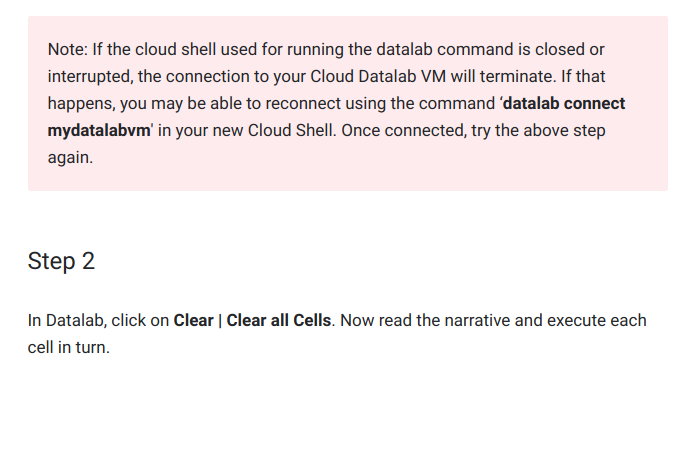 Note: If the cloud shell used for running the datalab command is closed or
interrupted, the connection to your Cloud Datalab VM will terminate. If that
happens, you may be able to reconnect using the command ‘datalab connect
mydatalabvm' in your new Cloud Shell. Once connected, try the above step
again.
Step 2
In Datalab, click on Clear | Clear all Cells. Now read the narrative and execute each
cell in turn.